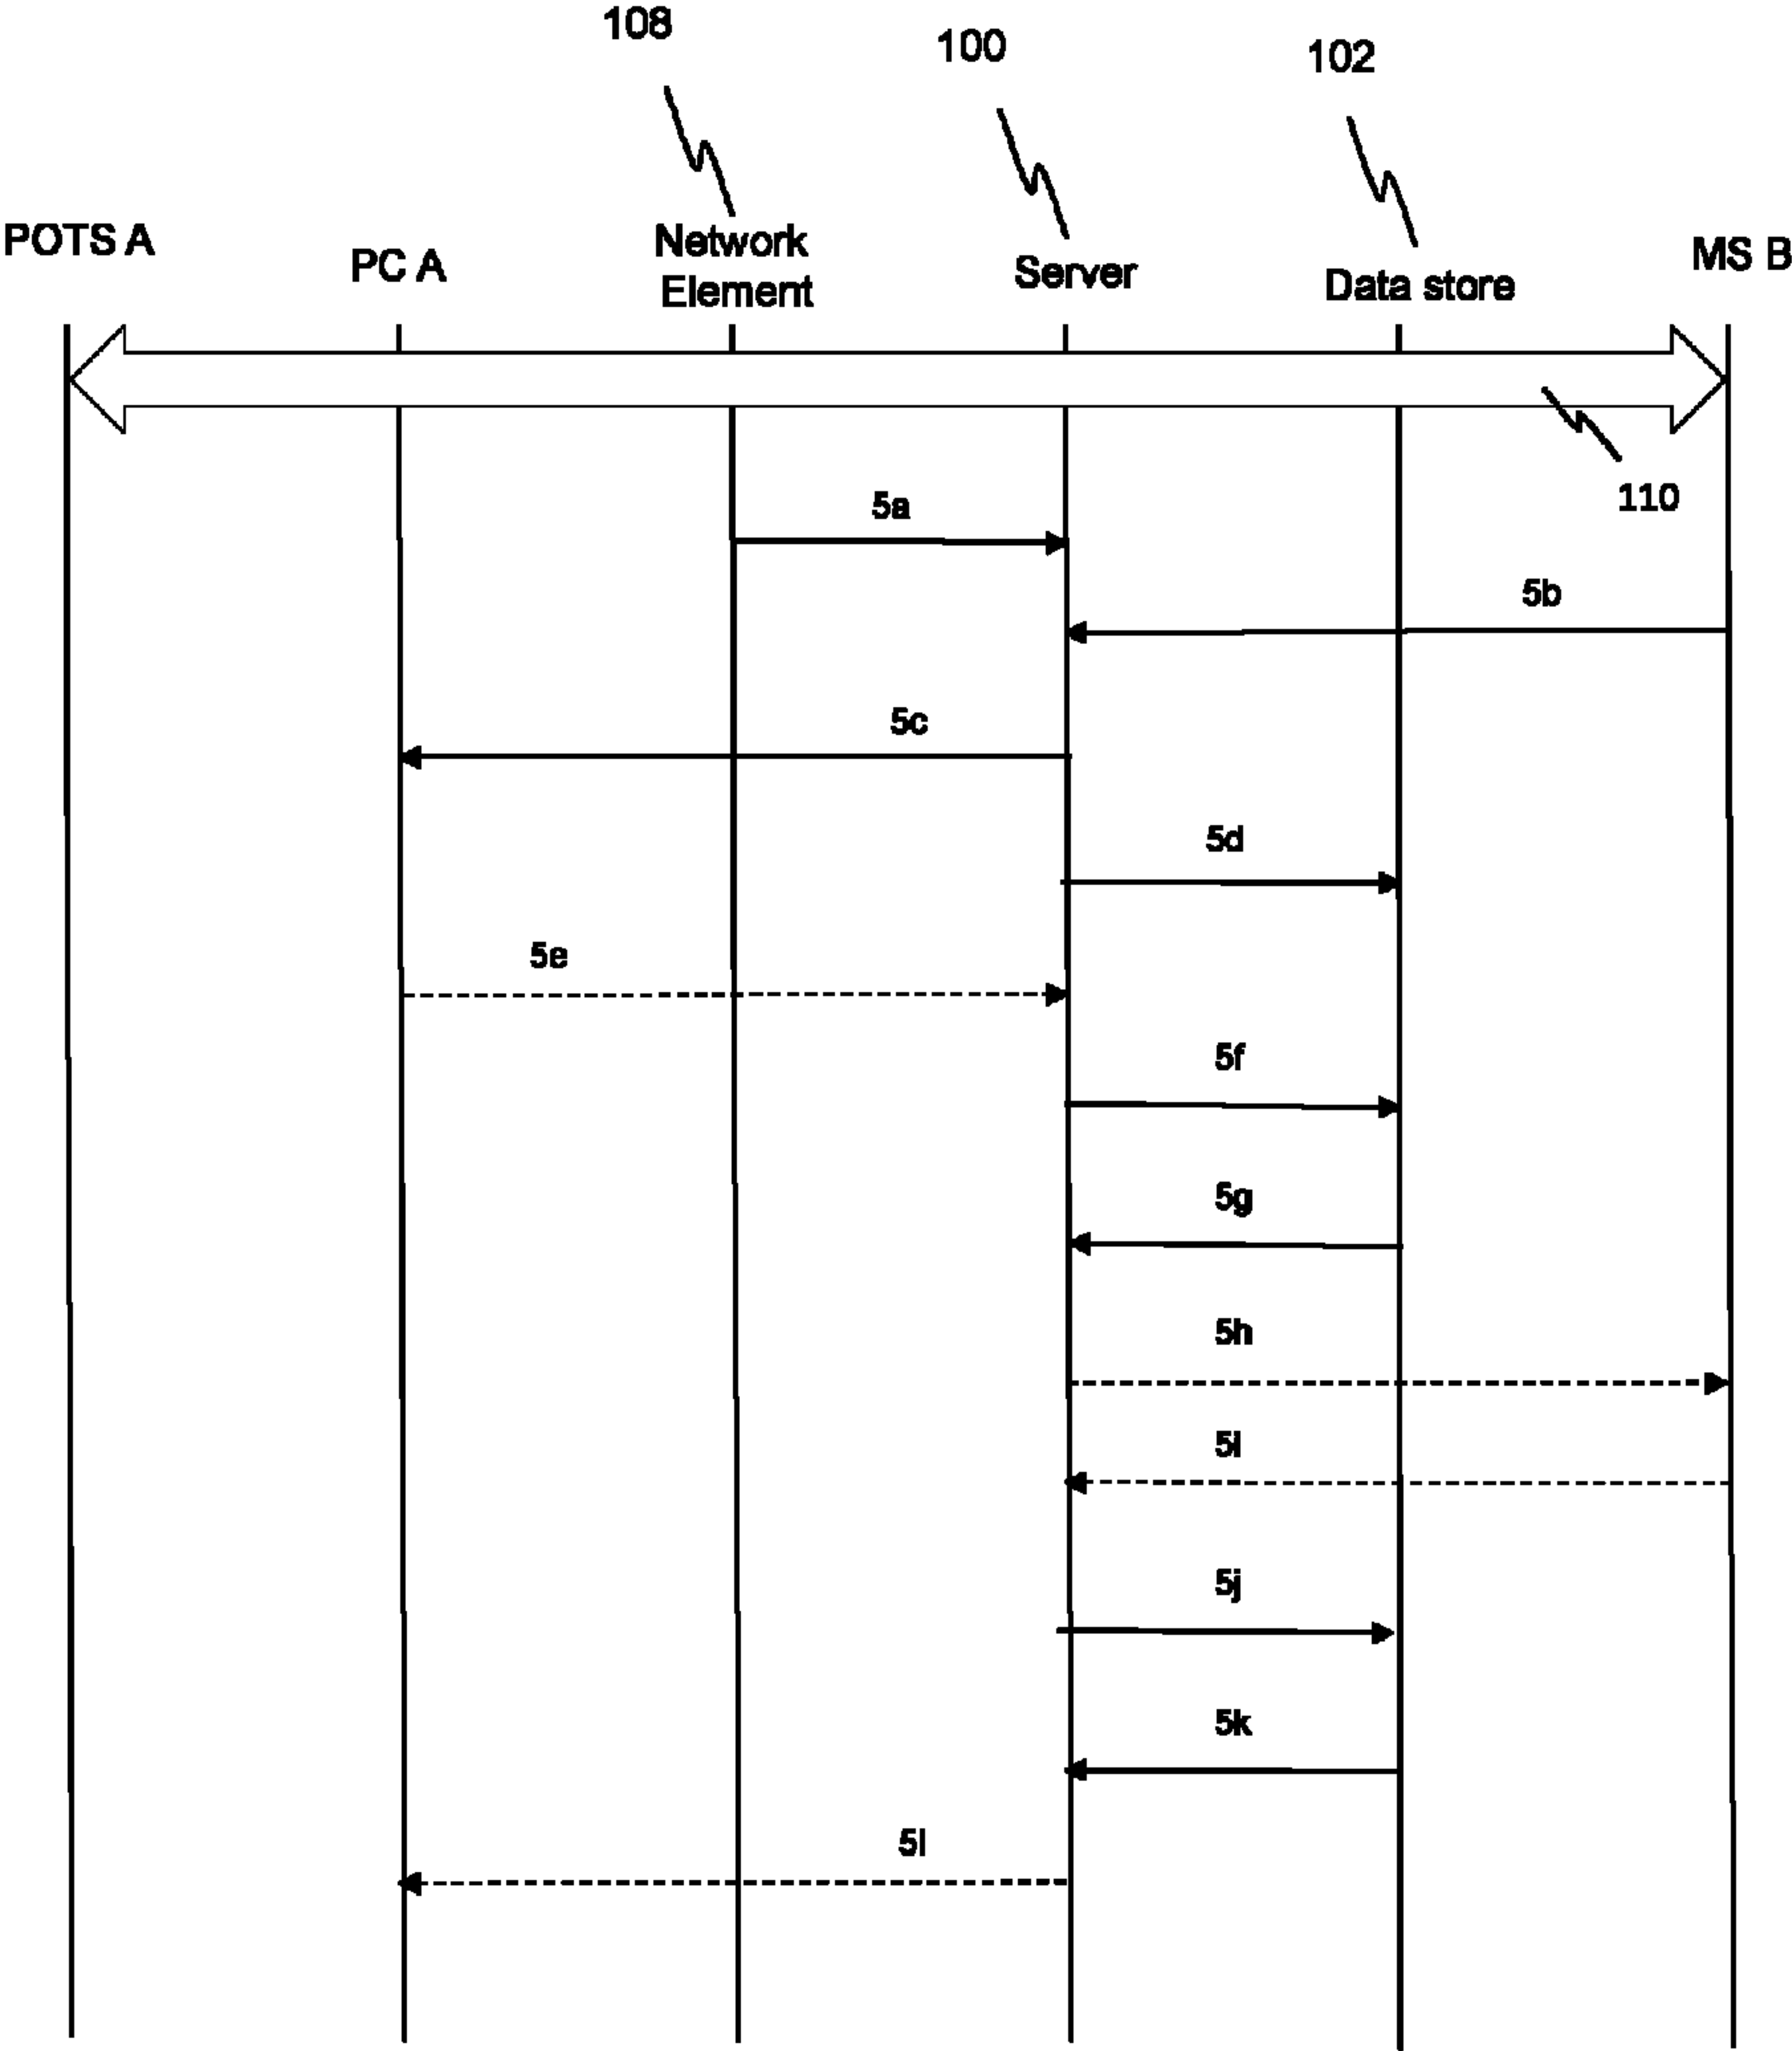 108
100
102
POTS A
PC A
Network
Element
Server
Data store
MS B
110
5a
5b
5c
5d
5e
5f
5g
5h
5i
5j
5k
5l